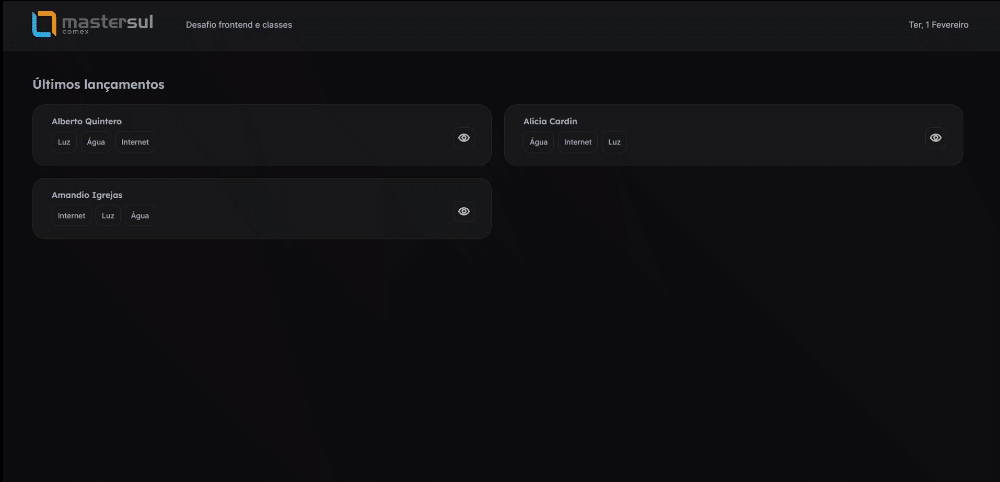 mastersul
comex
Desafio frontend e classes
Ter, 1 Fevereiro
Últimos lançamentos
Alberto Quintero
Luz Água Internet
Alicia Cardin
Água Internet Luz
Amandio Igrejas
Internet Luz Água